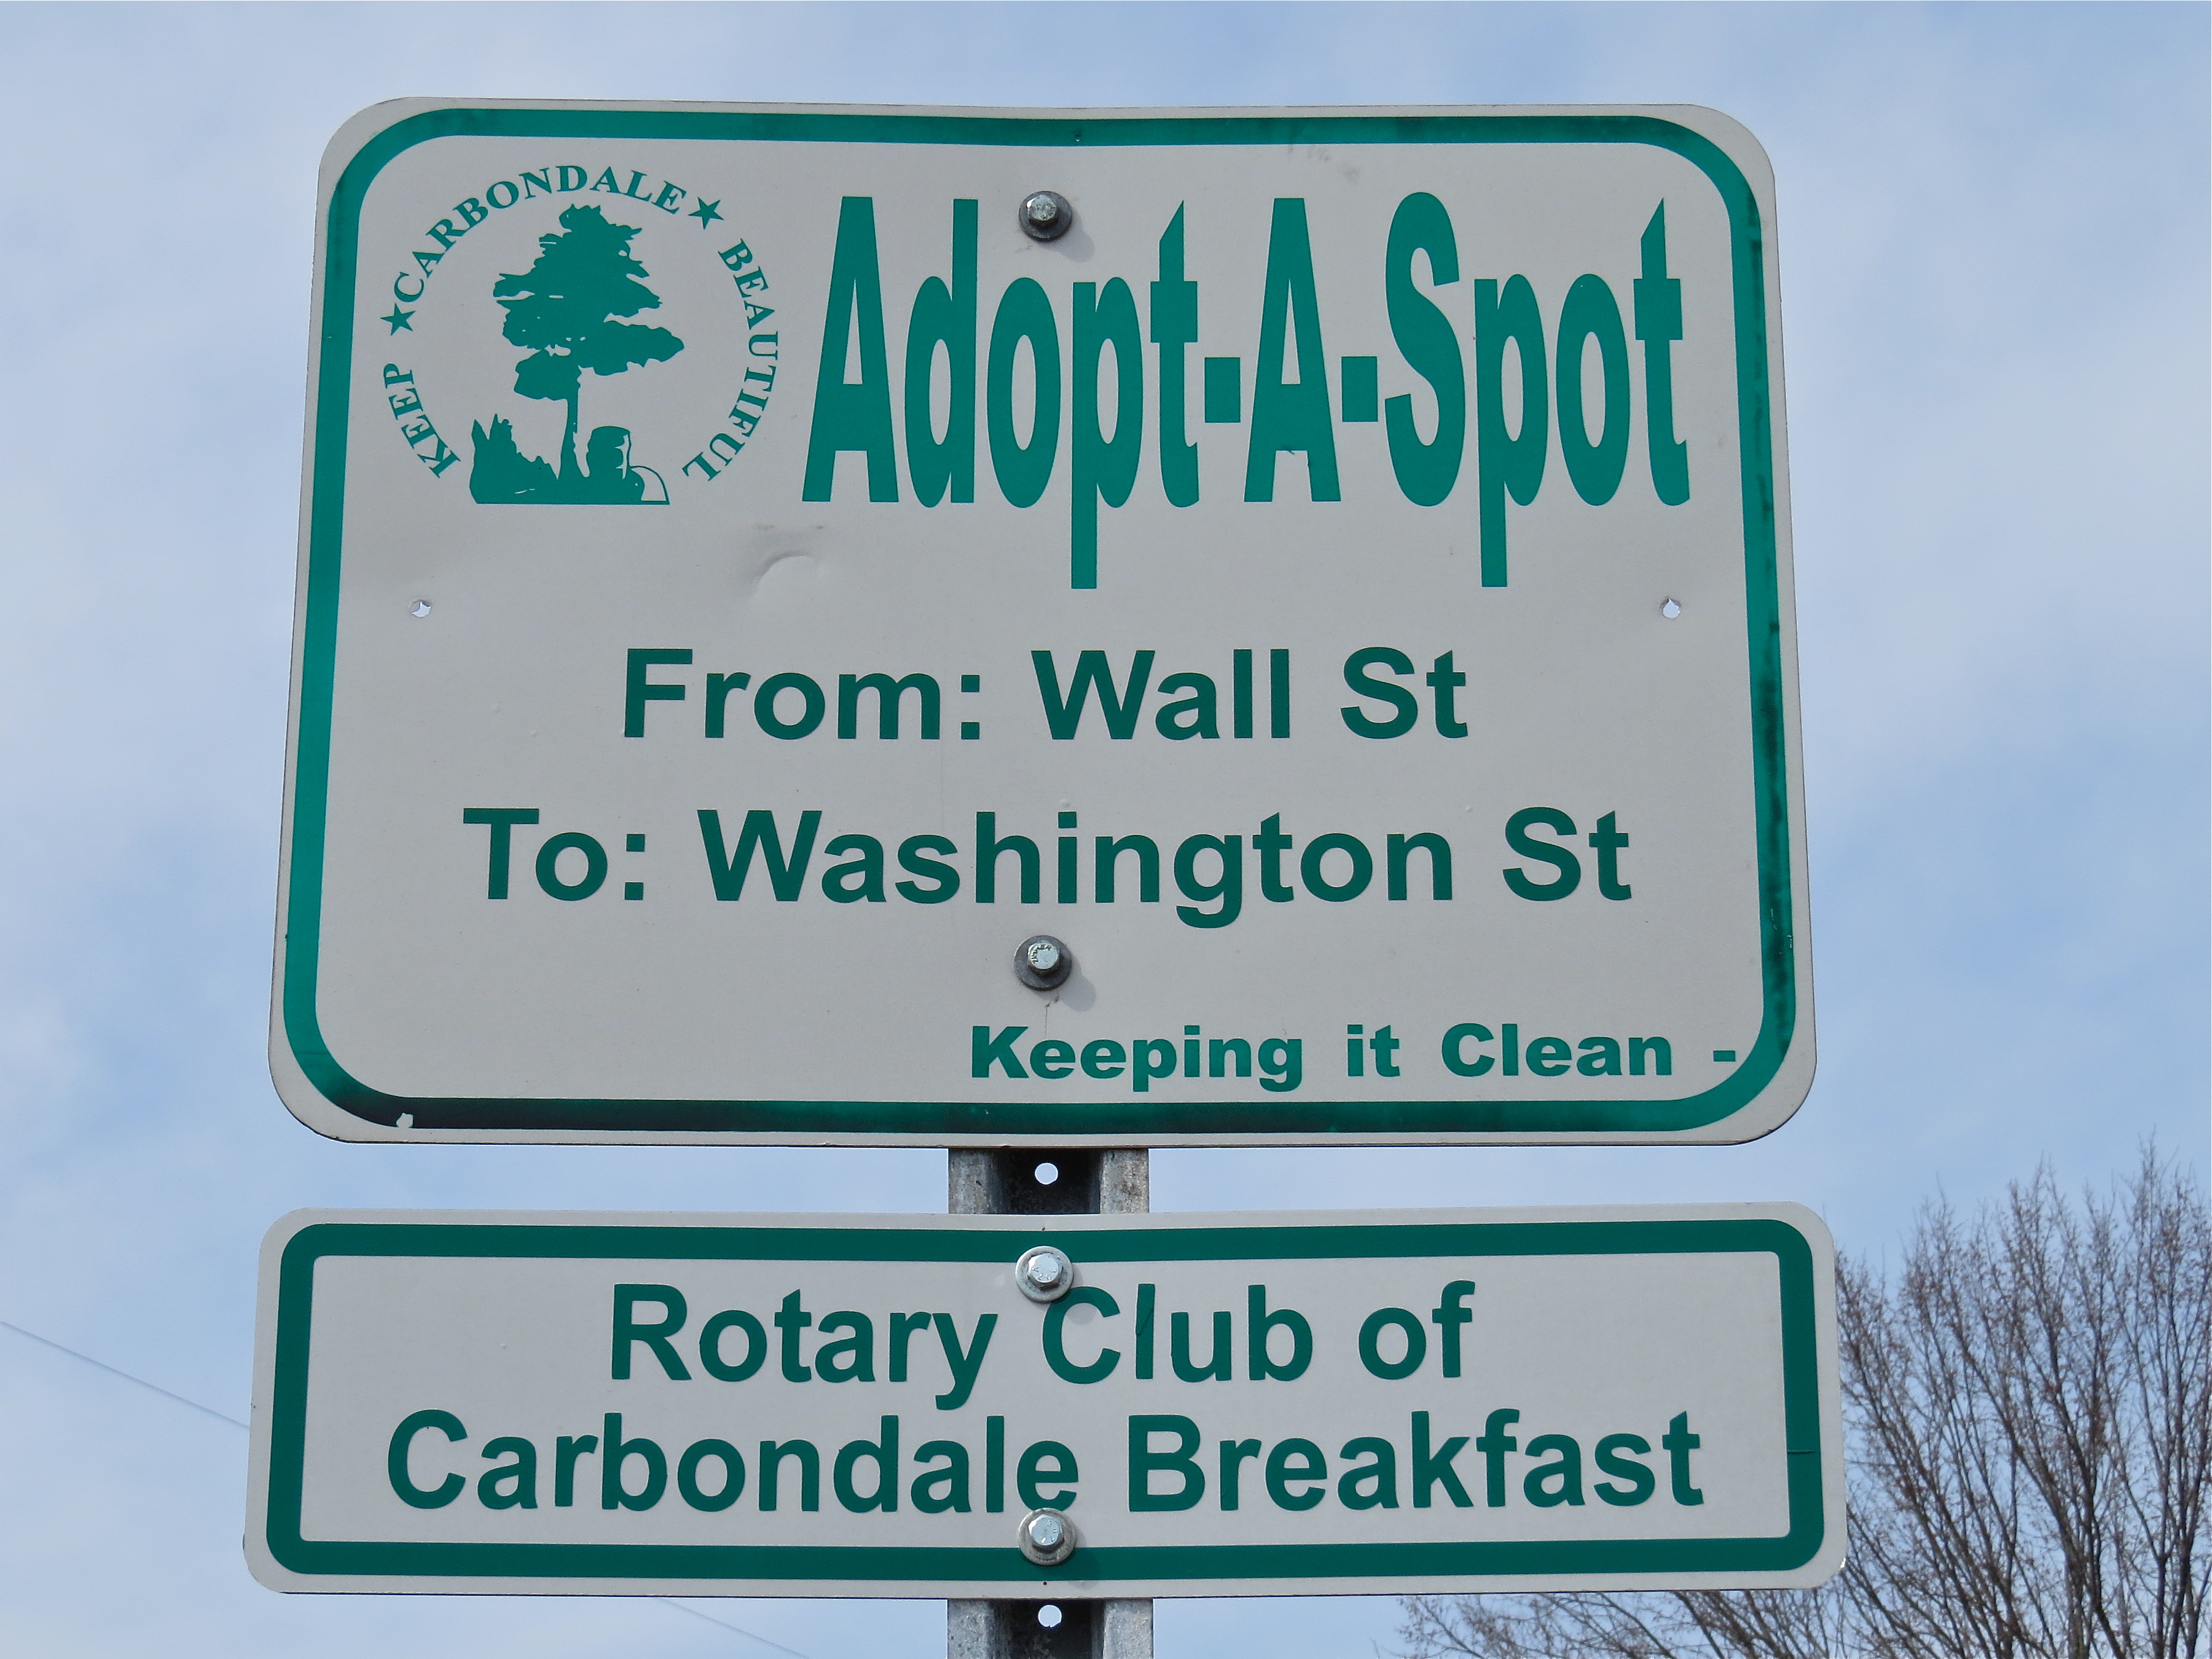 KEEP ★CARBONDALE★ BEAUTIFUL
Adopt-A-Spot
From: Wall St
To: Washington St
Keeping it Clean -
Rotary Club of
Carbondale Breakfast